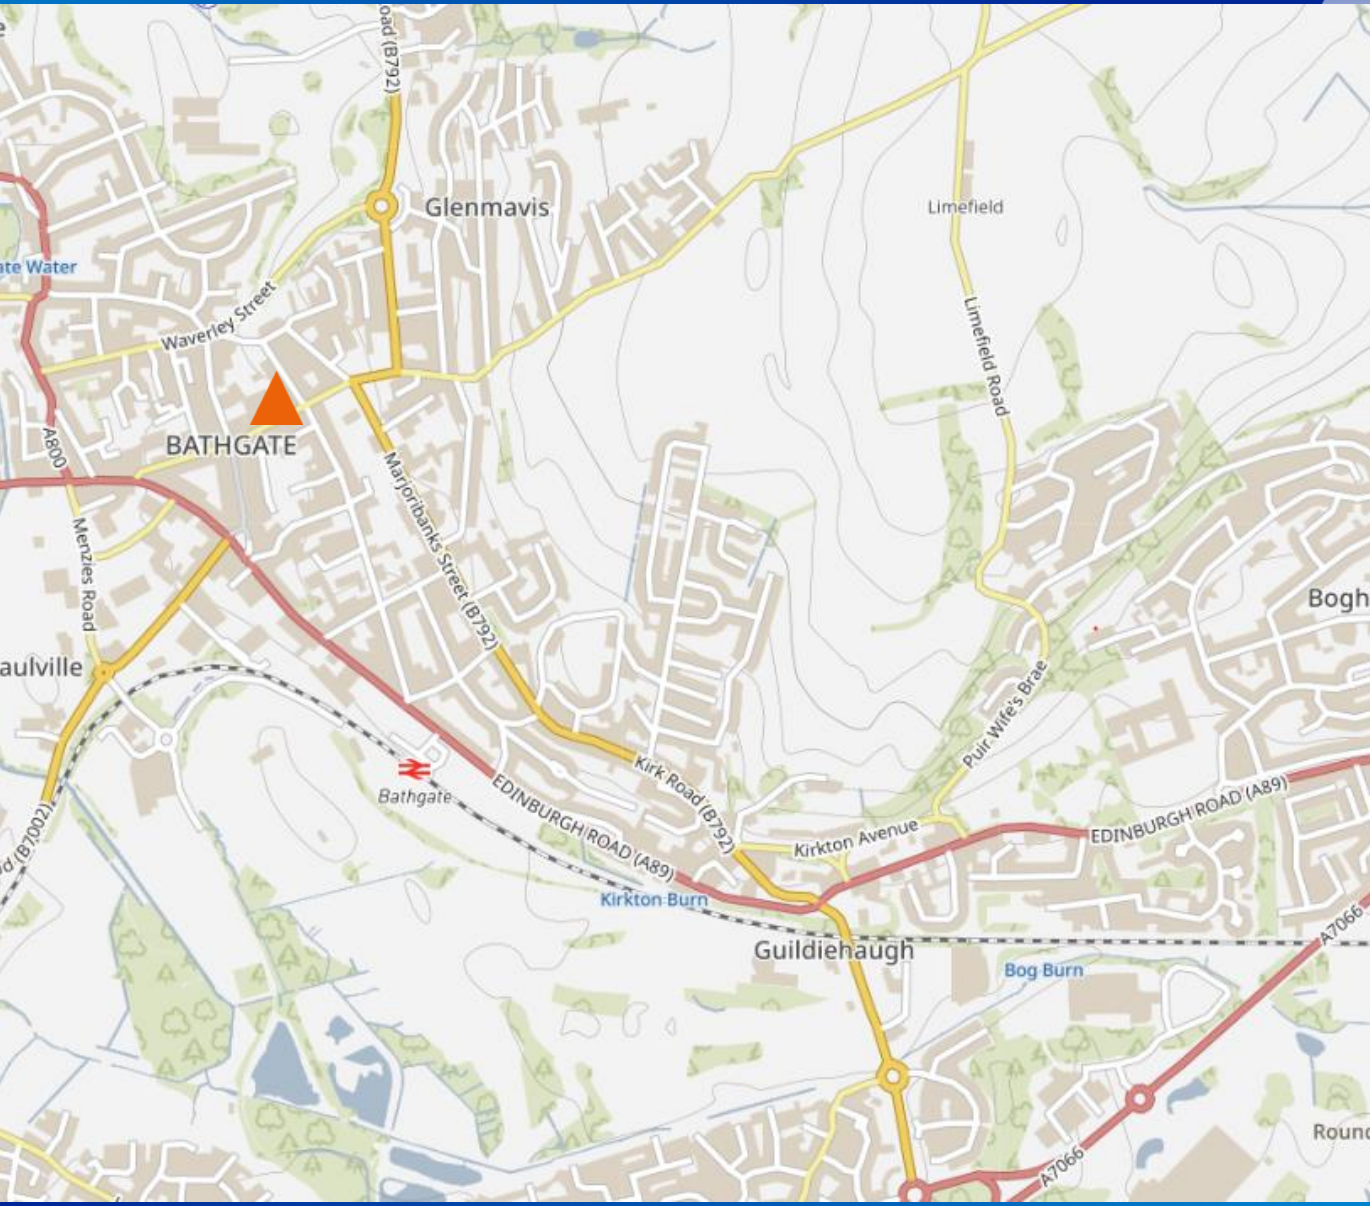 oad (B792)
Glenmavis
Limefield
ate Water
Waverley Street
Limefield Road
BATHGATE
A800
Marjoribanks Street (B792)
Menzies Road
Bogh
aulville
Puir Wife's Brae
Bathgate
Kirk Road (B792)
EDINBURGH ROAD (A89)
EDINBURGH ROAD (A89)
Kirkton Avenue
ad (B7002)
Kirkton Burn
A7066
Guildiehaugh
Bog Burn
Round
A7066